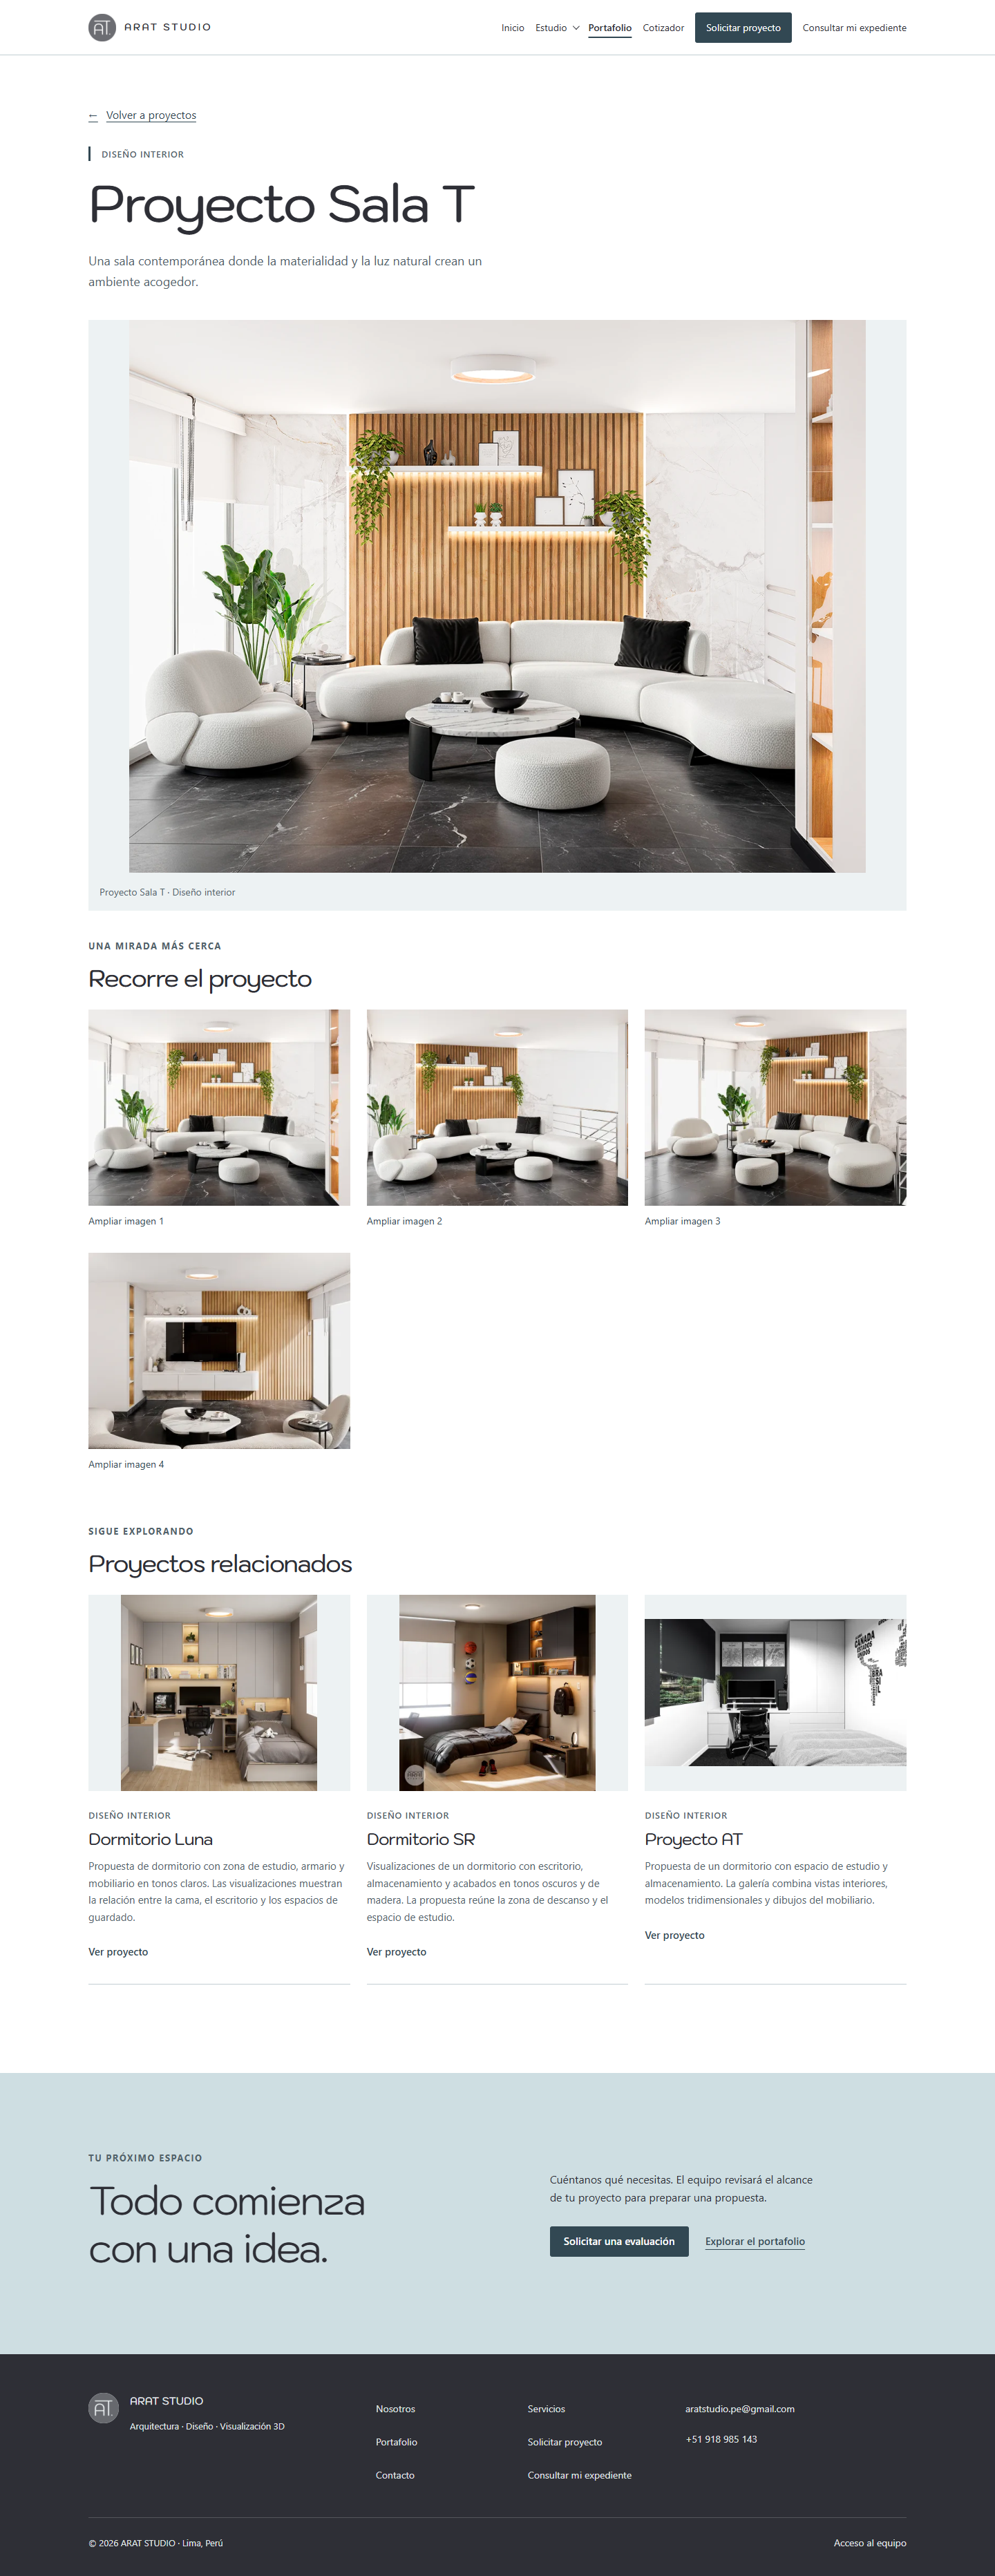 AT.
ARAT STUDIO
Inicio
Estudio
Portafolio
Cotizador
Solicitar proyecto
Consultar mi expediente
← Volver a proyectos
DISEÑO INTERIOR
Proyecto Sala T
Una sala contemporánea donde la materialidad y la luz natural crean un
ambiente acogedor.
Proyecto Sala T · Diseño interior
UNA MIRADA MÁS CERCA
Recorre el proyecto
Ampliar imagen 1
Ampliar imagen 2
Ampliar imagen 3
Ampliar imagen 4
SIGUE EXPLORANDO
Proyectos relacionados
CANADA
ESTADOS
UNIDOS
BRA
SI
L
DISEÑO INTERIOR
Dormitorio Luna
Propuesta de dormitorio con zona de estudio, armario y
mobiliario en tonos claros. Las visualizaciones muestran
la relación entre la cama, el escritorio y los espacios de
guardado.
Ver proyecto
DISEÑO INTERIOR
Dormitorio SR
Visualizaciones de un dormitorio con escritorio,
almacenamiento y acabados en tonos oscuros y de
madera. La propuesta reúne la zona de descanso y el
espacio de estudio.
Ver proyecto
DISEÑO INTERIOR
Proyecto AT
Propuesta de un dormitorio con espacio de estudio y
almacenamiento. La galería combina vistas interiores,
modelos tridimensionales y dibujos del mobiliario.
Ver proyecto
TU PRÓXIMO ESPACIO
Todo comienza
con una idea.
Cuéntanos qué necesitas. El equipo revisará el alcance
de tu proyecto para preparar una propuesta.
Solicitar una evaluación
Explorar el portafolio
AT.
ARAT STUDIO
Arquitectura · Diseño · Visualización 3D
Nosotros
Portafolio
Contacto
Servicios
Solicitar proyecto
Consultar mi expediente
aratstudio.pe@gmail.com
+51 918 985 143
© 2026 ARAT STUDIO · Lima, Perú
Acceso al equipo